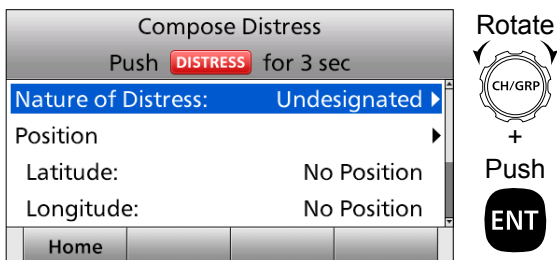 Compose Distress
Push DISTRESS for 3 sec
Nature of Distress: Undesignated
Position
Latitude: No Position
Longitude: No Position
Home
Rotate
CH/GRP
+
Push
ENT